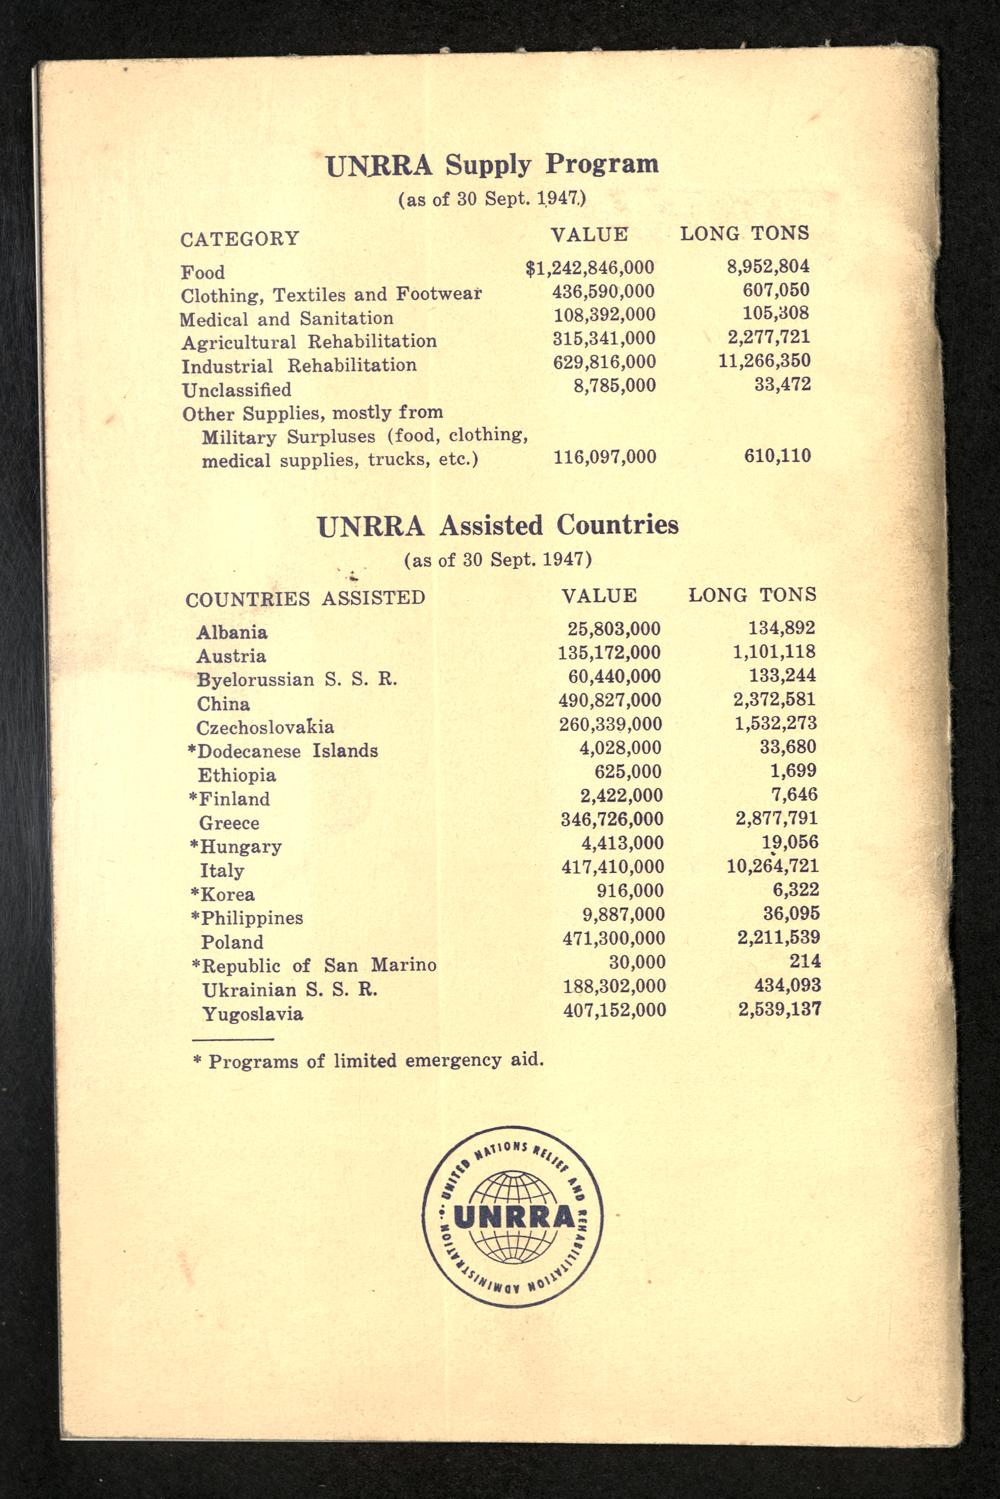 UNRRA Supply Program
(as of 30 Sept. 1947.)
CATEGORY VALUE LONG TONS
Food $1,242,846,000 8,952,804
Clothing, Textiles and Footwear 436,590,000 607,050
Medical and Sanitation 108,392,000 105,308
Agricultural Rehabilitation 315,341,000 2,277,721
Industrial Rehabilitation 629,816,000 11,266,350
Unclassified 8,785,000 33,472
Other Supplies, mostly from
Military Surpluses (food, clothing,
medical supplies, trucks, etc.) 116,097,000 610,110
UNRRA Assisted Countries
(as of 30 Sept. 1947)
COUNTRIES ASSISTED VALUE LONG TONS
Albania 25,803,000 134,892
Austria 135,172,000 1,101,118
Byelorussian S. S. R. 60,440,000 133,244
China 490,827,000 2,372,581
Czechoslovakia 260,339,000 1,532,273
*Dodecanese Islands 4,028,000 33,680
Ethiopia 625,000 1,699
*Finland 2,422,000 7,646
Greece 346,726,000 2,877,791
*Hungary 4,413,000 19,056
Italy 417,410,000 10,264,721
*Korea 916,000 6,322
*Philippines 9,887,000 36,095
Poland 471,300,000 2,211,539
*Republic of San Marino 30,000 214
Ukrainian S. S. R. 188,302,000 434,093
Yugoslavia 407,152,000 2,539,137
* Programs of limited emergency aid.
UNITED NATIONS RELIEF AND REHABILITATION ADMINISTRATION
UNRRA